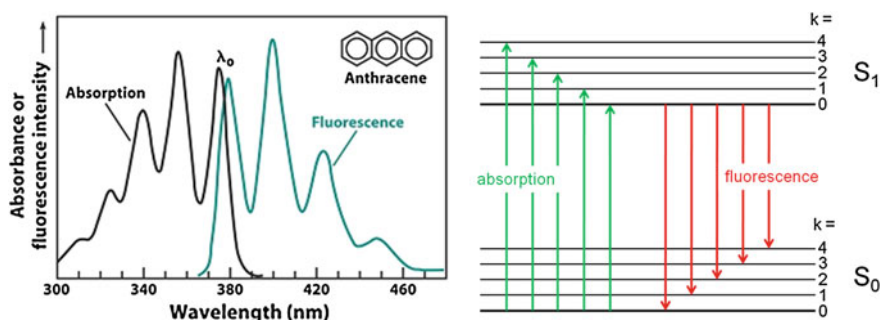 Absorbance or
fluorescence intensity
Absorption
λo
Anthracene
Fluorescence
300 340 380 420 460
Wavelength (nm)
k =
4
3
2
1
0
S1
absorption
fluorescence
k =
4
3
2
1
0
S0